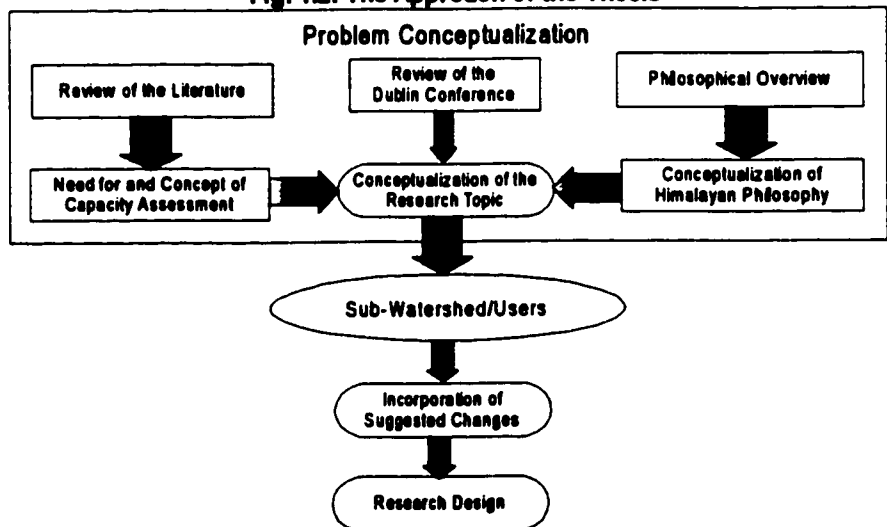 Problem Conceptualization
Review of the Literature
Review of the
Dublin Conference
Philosophical Overview
Need for and Concept of
Capacity Assessment
Conceptualization of the
Research Topic
Conceptualization of
Himalayan Philosophy
Sub-Watershed/Users
Incorporation of
Suggested Changes
Research Design